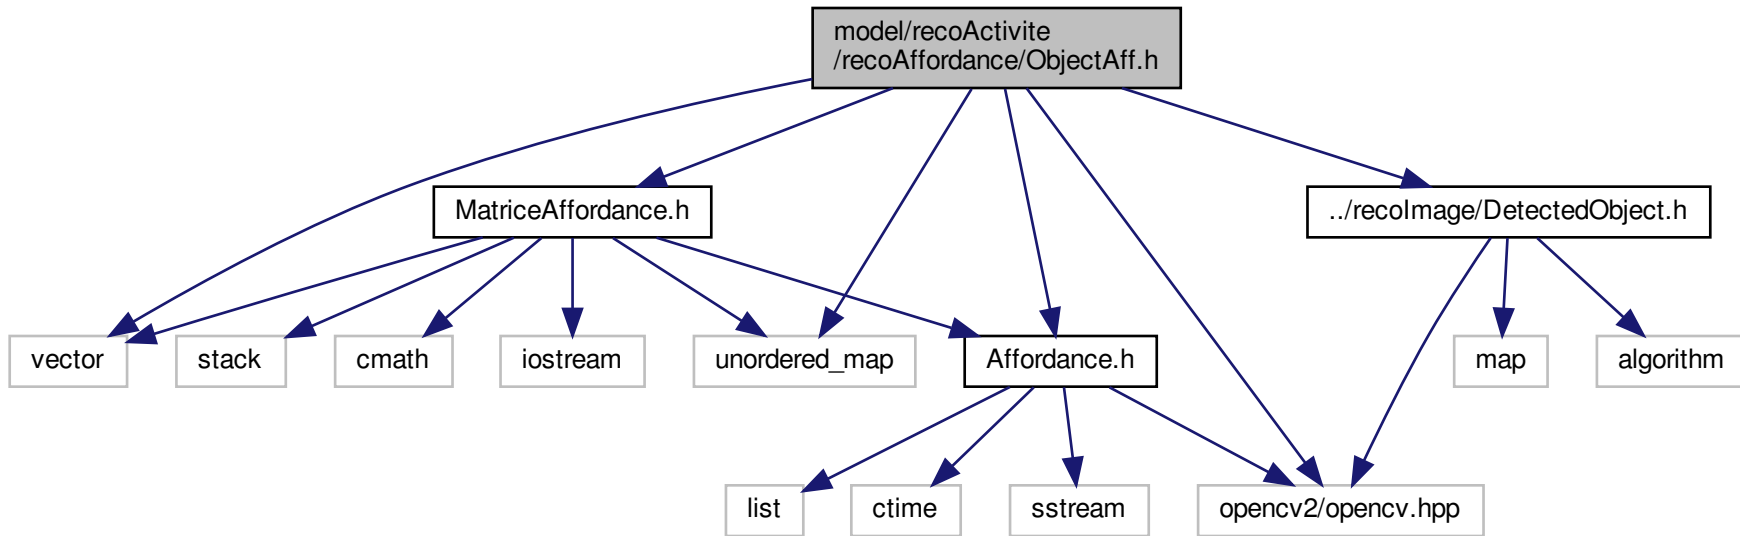 model/recoActivite
/recoAffordance/ObjectAff.h
MatriceAffordance.h
../recoImage/DetectedObject.h
vector
stack
cmath
iostream
unordered_map
Affordance.h
map
algorithm
list
ctime
sstream
opencv2/opencv.hpp